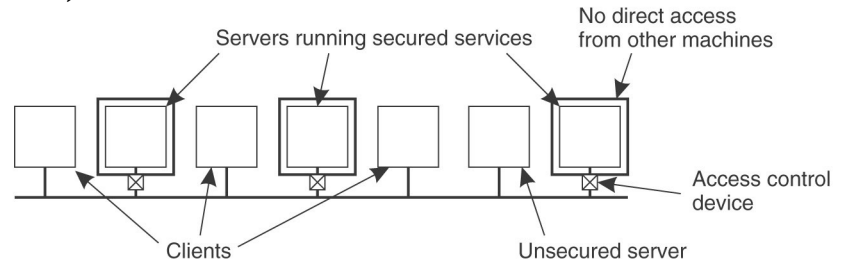 No direct access
from other machines
Servers running secured services
Access control
device
Clients
Unsecured server